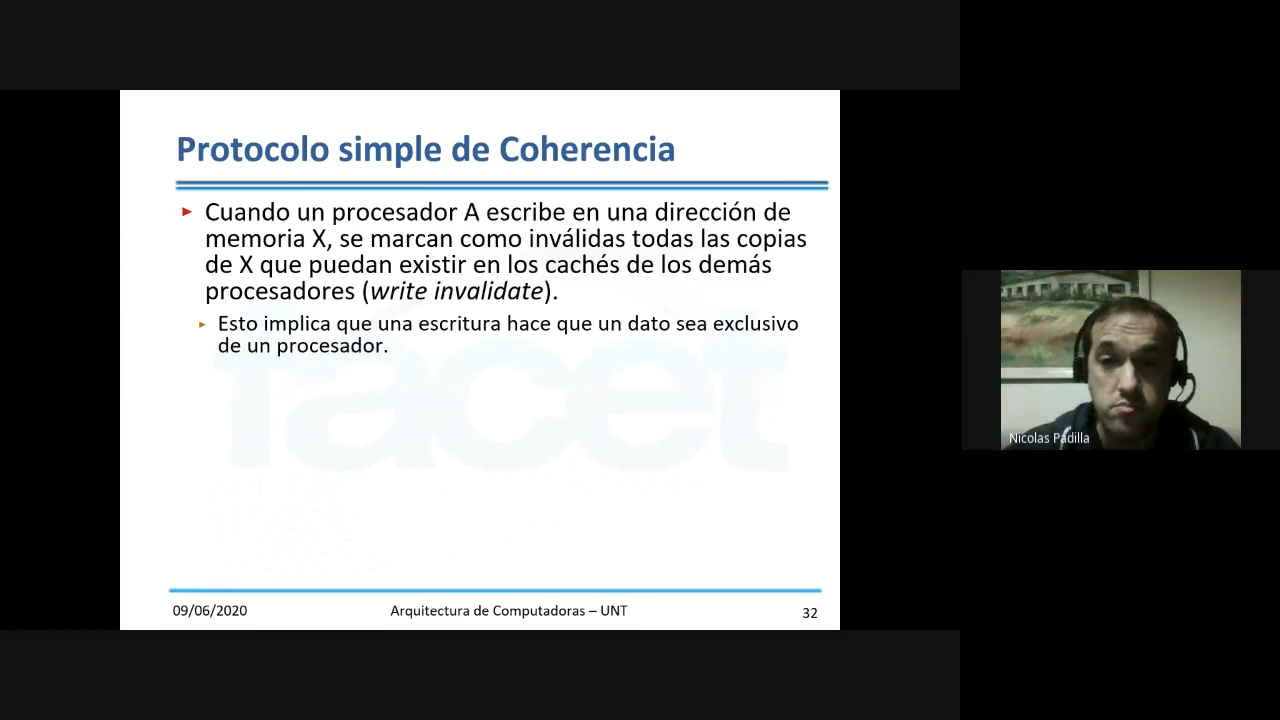 Protocolo simple de Coherencia
Cuando un procesador A escribe en una dirección de
memoria X, se marcan como inválidas todas las copias
de X que puedan existir en los cachés de los demás
procesadores (write invalidate).
Esto implica que una escritura hace que un dato sea exclusivo
de un procesador.
facet
09/06/2020
Arquitectura de Computadoras – UNT
32
Nicolas Padilla